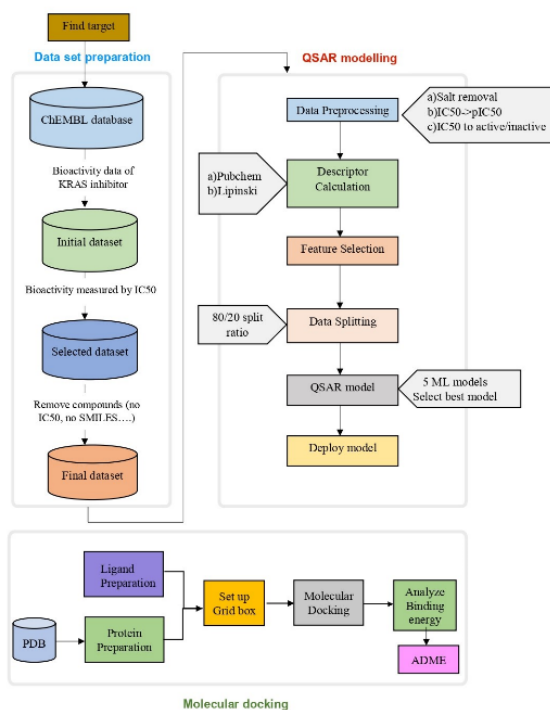 Find target
Data set preparation
ChEMBL database
Bioactivity data of
KRAS inhibitor
Initial dataset
Bioactivity measured by IC50
Selected dataset
Remove compounds (no
IC50, no SMILES....)
Final dataset
QSAR modelling
Data Preprocessing
a)Salt removal
b)IC50->pIC50
c)IC50 to active/inactive
a)Pubchem
b)Lipinski
Descriptor
Calculation
Feature Selection
80/20 split
ratio
Data Splitting
QSAR model
5 ML models
Select best model
Deploy model
Ligand
Preparation
PDB
Protein
Preparation
Set up
Grid box
Molecular
Docking
Analyze
Binding
energy
ADME
Molecular docking